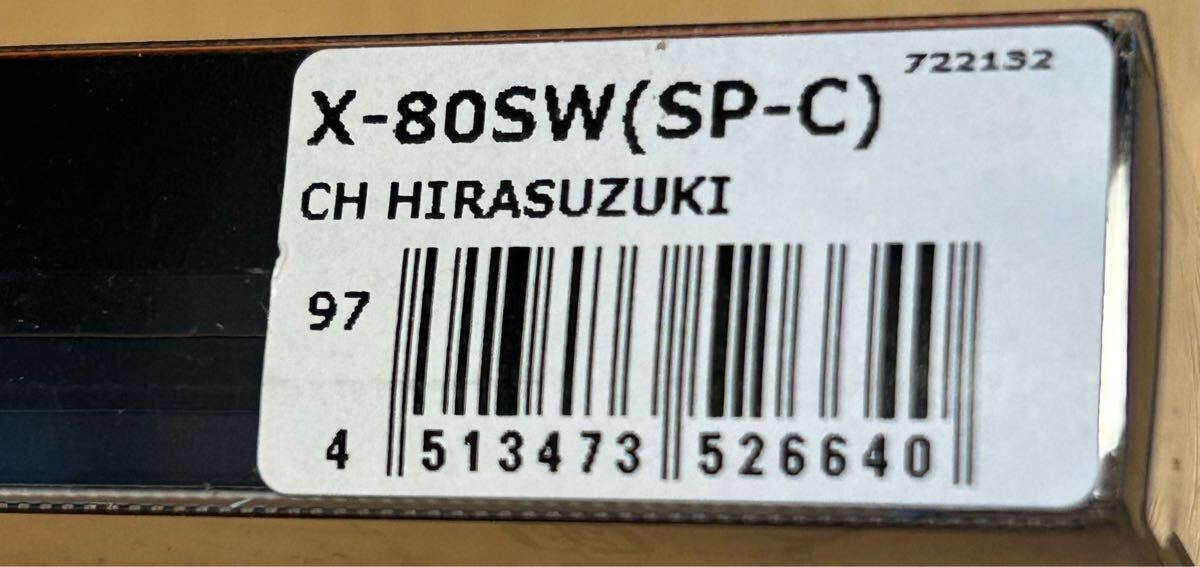 722132
X-80SW(SP-C)
CH HIRASUZUKI
97
4 513473 526640